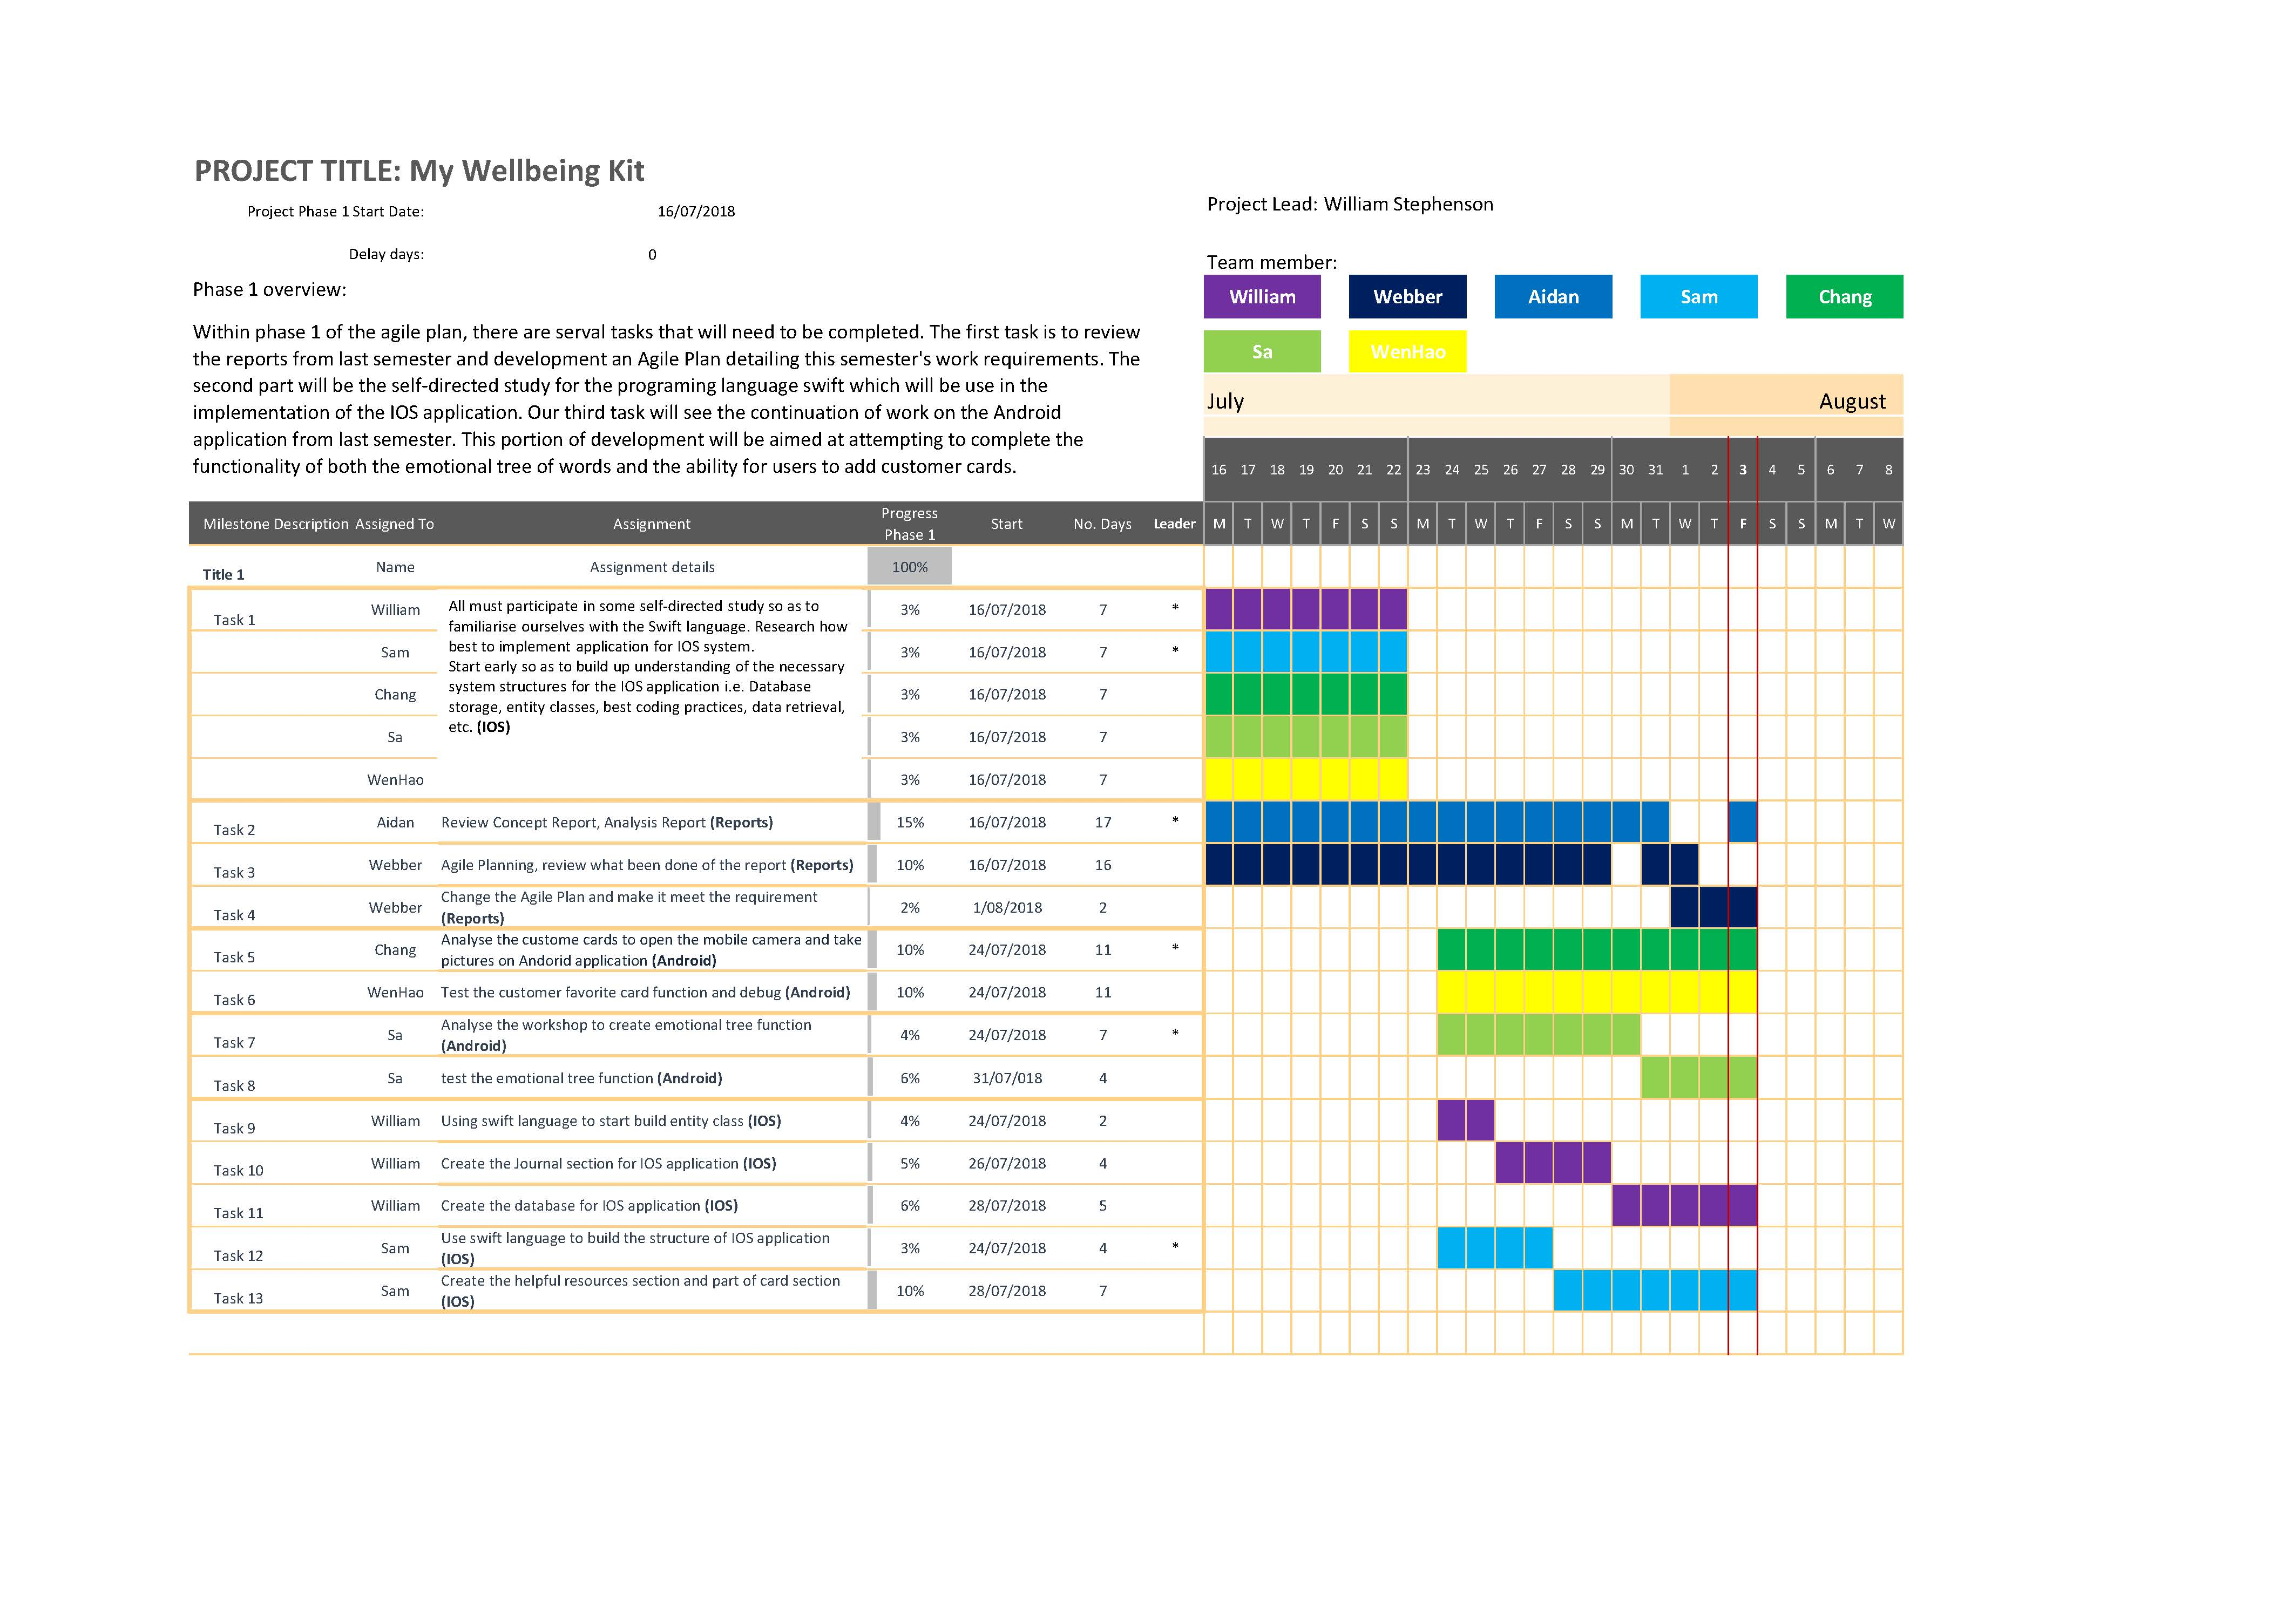 PROJECT TITLE: My Wellbeing Kit
Project Phase 1 Start Date: 16/07/2018
Project Lead: William Stephenson
Delay days: 0
Team member:
Phase 1 overview:
William Webber Aidan Sam Chang
Sa WenHao
Within phase 1 of the agile plan, there are serval tasks that will need to be completed. The first task is to review
the reports from last semester and development an Agile Plan detailing this semester's work requirements. The
second part will be the self-directed study for the programing language swift which will be use in the
implementation of the IOS application. Our third task will see the continuation of work on the Android
application from last semester. This portion of development will be aimed at attempting to complete the
functionality of both the emotional tree of words and the ability for users to add customer cards.
July August
16 17 18 19 20 21 22 23 24 25 26 27 28 29 30 31 1 2 3 4 5 6 7 8
Milestone Description Assigned To Assignment Progress Phase 1 Start No. Days Leader M T W T F S S M T W T F S S M T W T F S S M T W
Title 1 Name Assignment details 100%
Task 1 William 3% 16/07/2018 7 *
All must participate in some self-directed study so as to
familiarise ourselves with the Swift language. Research how
best to implement application for IOS system.
Start early so as to build up understanding of the necessary
system structures for the IOS application i.e. Database
storage, entity classes, best coding practices, data retrieval,
etc. (IOS)
Sam 3% 16/07/2018 7 *
Chang 3% 16/07/2018 7
Sa 3% 16/07/2018 7
WenHao 3% 16/07/2018 7
Task 2 Aidan Review Concept Report, Analysis Report (Reports) 15% 16/07/2018 17 *
Task 3 Webber Agile Planning, review what been done of the report (Reports) 10% 16/07/2018 16
Task 4 Webber Change the Agile Plan and make it meet the requirement
(Reports) 2% 1/08/2018 2
Task 5 Chang Analyse the custome cards to open the mobile camera and take
pictures on Andorid application (Android) 10% 24/07/2018 11 *
Task 6 WenHao Test the customer favorite card function and debug (Android) 10% 24/07/2018 11
Task 7 Sa Analyse the workshop to create emotional tree function
(Android) 4% 24/07/2018 7 *
Task 8 Sa test the emotional tree function (Android) 6% 31/07/018 4
Task 9 William Using swift language to start build entity class (IOS) 4% 24/07/2018 2
Task 10 William Create the Journal section for IOS application (IOS) 5% 26/07/2018 4
Task 11 William Create the database for IOS application (IOS) 6% 28/07/2018 5
Task 12 Sam Use swift language to build the structure of IOS application
(IOS) 3% 24/07/2018 4 *
Task 13 Sam Create the helpful resources section and part of card section
(IOS) 10% 28/07/2018 7